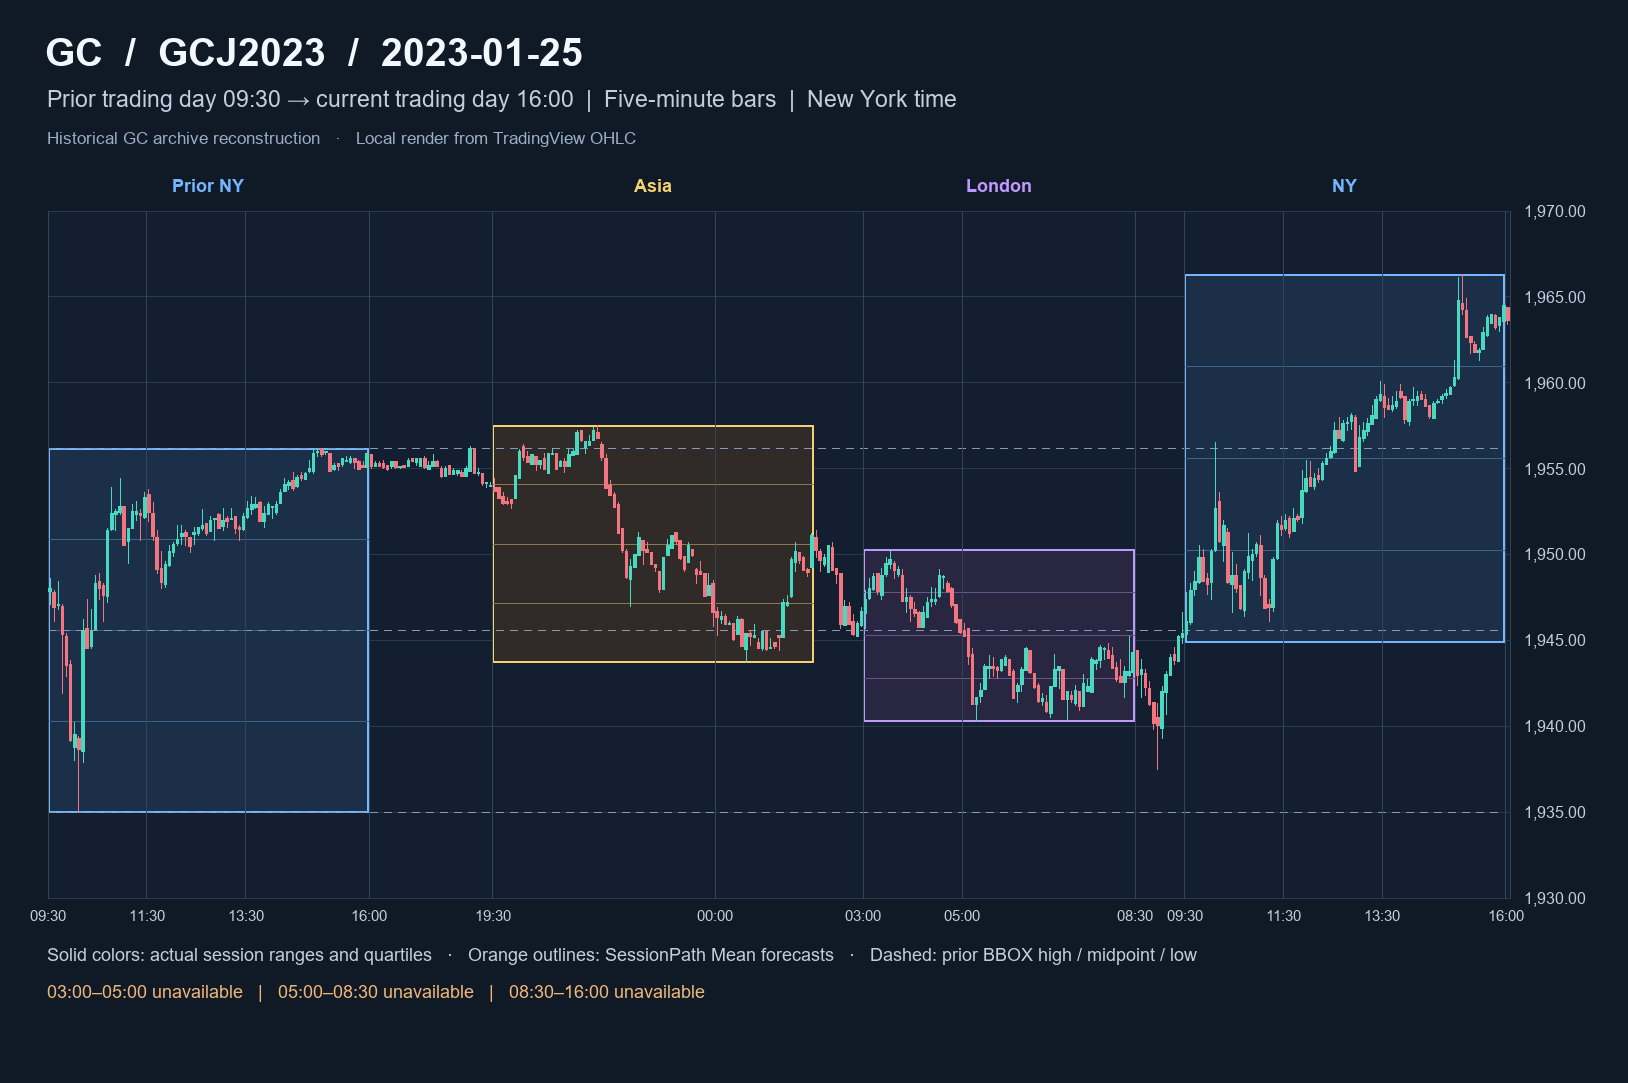 GC / GCJ2023 / 2023-01-25
Prior trading day 09:30 → current trading day 16:00 | Five-minute bars | New York time
Historical GC archive reconstruction · Local render from TradingView OHLC
Prior NY Asia London NY
1,970.00
1,965.00
1,960.00
1,955.00
1,950.00
1,945.00
1,940.00
1,935.00
1,930.00
09:30 11:30 13:30 16:00 19:30 00:00 03:00 05:00 08:30 09:30 11:30 13:30 16:00
Solid colors: actual session ranges and quartiles · Orange outlines: SessionPath Mean forecasts · Dashed: prior BBOX high / midpoint / low
03:00–05:00 unavailable | 05:00–08:30 unavailable | 08:30–16:00 unavailable